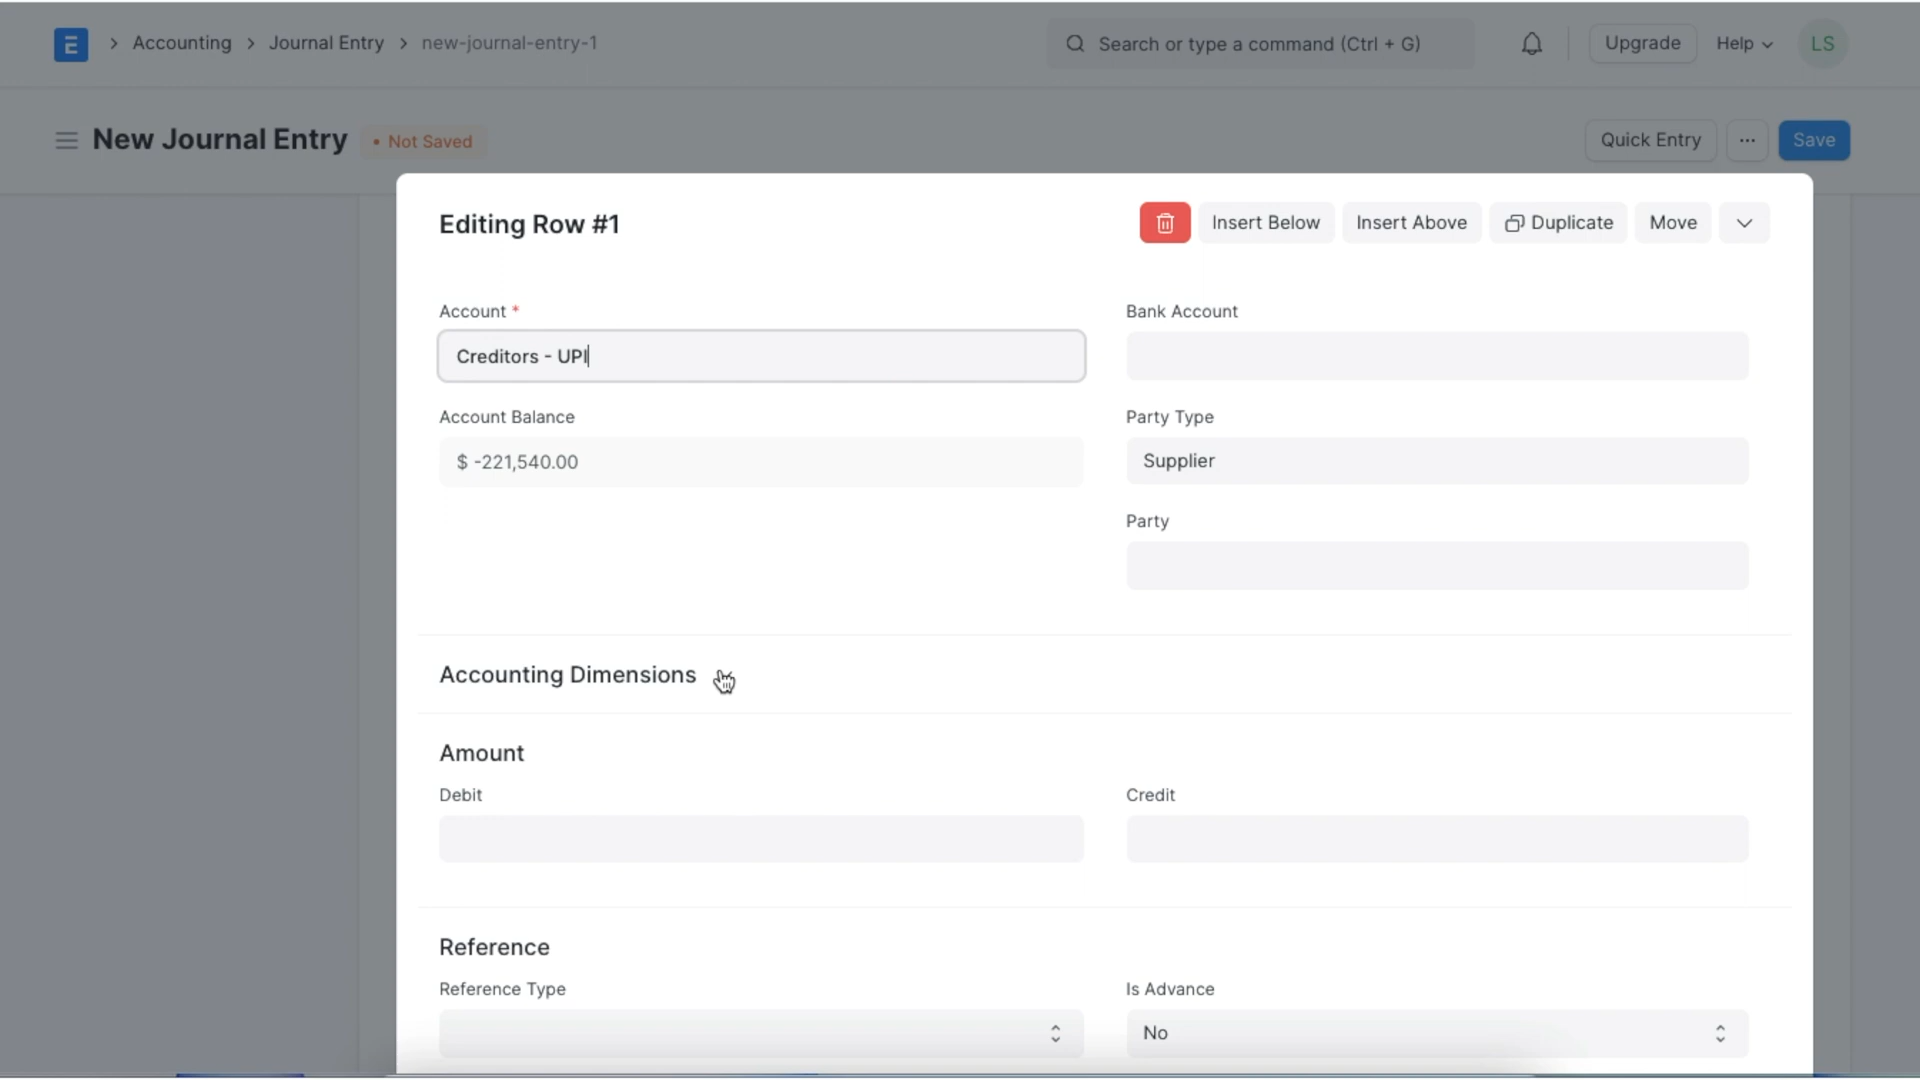 E > Accounting > Journal Entry > new-journal-entry-1 Search or type a command (Ctrl + G) Upgrade Help LS
New Journal Entry • Not Saved Quick Entry ... Save
Editing Row #1 Insert Below Insert Above Duplicate Move
Account * Bank Account
Creditors - UPI
Account Balance Party Type
$ -221,540.00 Supplier
Party
Accounting Dimensions
Amount
Debit Credit
Reference
Reference Type Is Advance
No